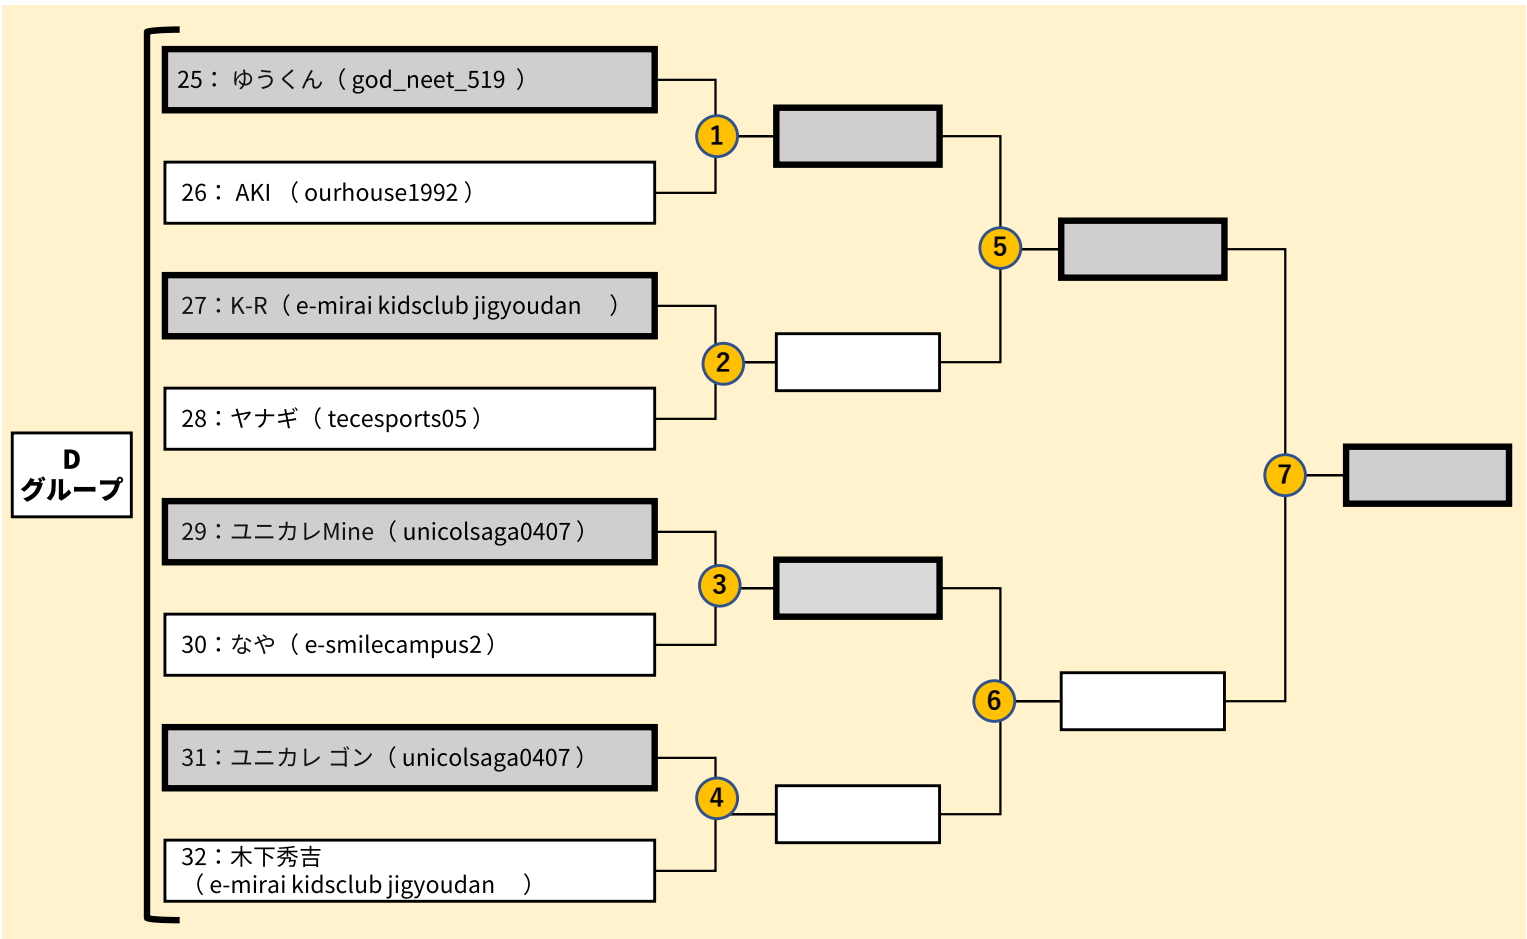 25： ゆうくん（ god_neet_519 ）
26： AKI （ ourhouse1992 ）
27：K-R（ e-mirai kidsclub jigyoudan　）
28：ヤナギ（ tecesports05 ）
D
グループ
29：ユニカレMine（ unicolsaga0407 ）
30：なや（ e-smilecampus2 ）
31：ユニカレ ゴン（ unicolsaga0407 ）
32：木下秀吉
（ e-mirai kidsclub jigyoudan　）
1
2
3
4
5
6
7